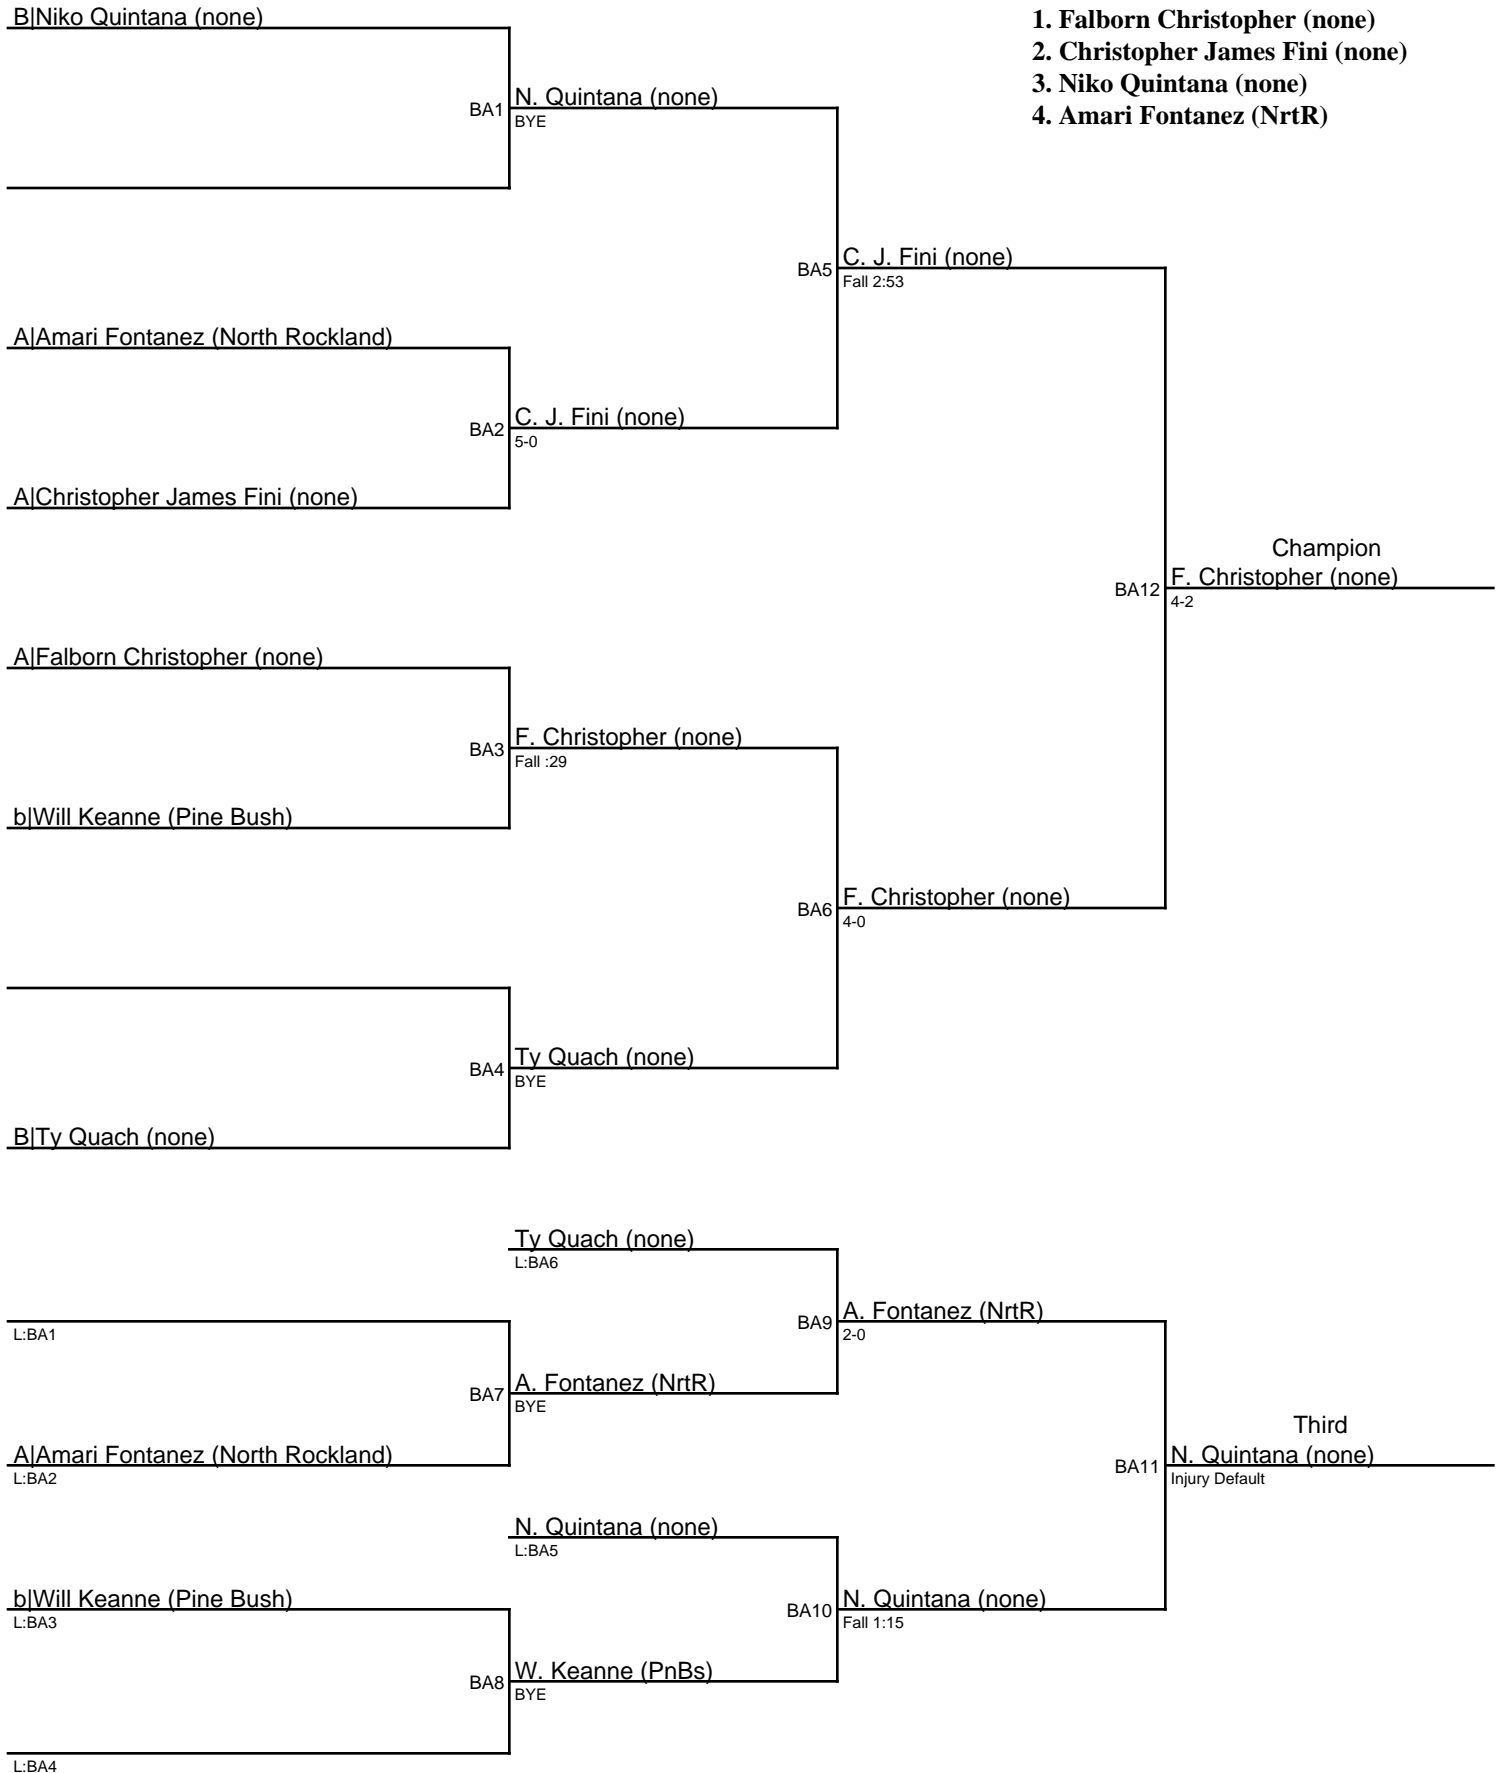 B|Niko Quintana (none)
1. Falborn Christopher (none)
2. Christopher James Fini (none)
3. Niko Quintana (none)
4. Amari Fontanez (NrtR)
BA1
N. Quintana (none)
BYE
BA5
C. J. Fini (none)
Fall 2:53
A|Amari Fontanez (North Rockland)
BA2
C. J. Fini (none)
5-0
A|Christopher James Fini (none)
Champion
BA12
F. Christopher (none)
4-2
A|Falborn Christopher (none)
BA3
F. Christopher (none)
Fall :29
b|Will Keanne (Pine Bush)
BA6
F. Christopher (none)
4-0
BA4
Ty Quach (none)
BYE
B|Ty Quach (none)
Ty Quach (none)
L:BA6
L:BA1
BA9
A. Fontanez (NrtR)
2-0
BA7
A. Fontanez (NrtR)
BYE
A|Amari Fontanez (North Rockland)
L:BA2
Third
BA11
N. Quintana (none)
Injury Default
N. Quintana (none)
L:BA5
b|Will Keanne (Pine Bush)
L:BA3
BA10
N. Quintana (none)
Fall 1:15
BA8
W. Keanne (PnBs)
BYE
L:BA4